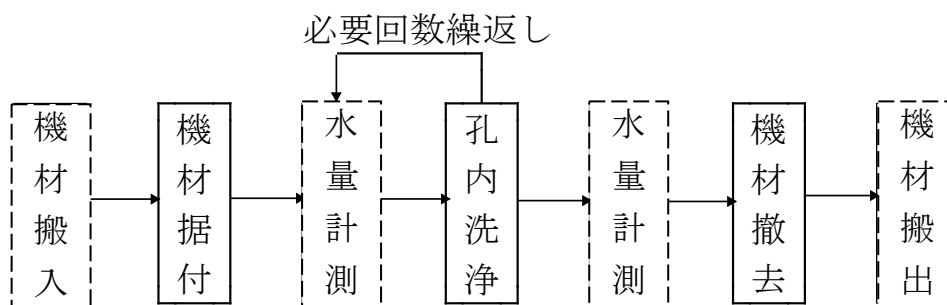 必要回数繰返し
機材搬入
機材据付
水量計測
孔内洗浄
水量計測
機材撤去
機材搬出